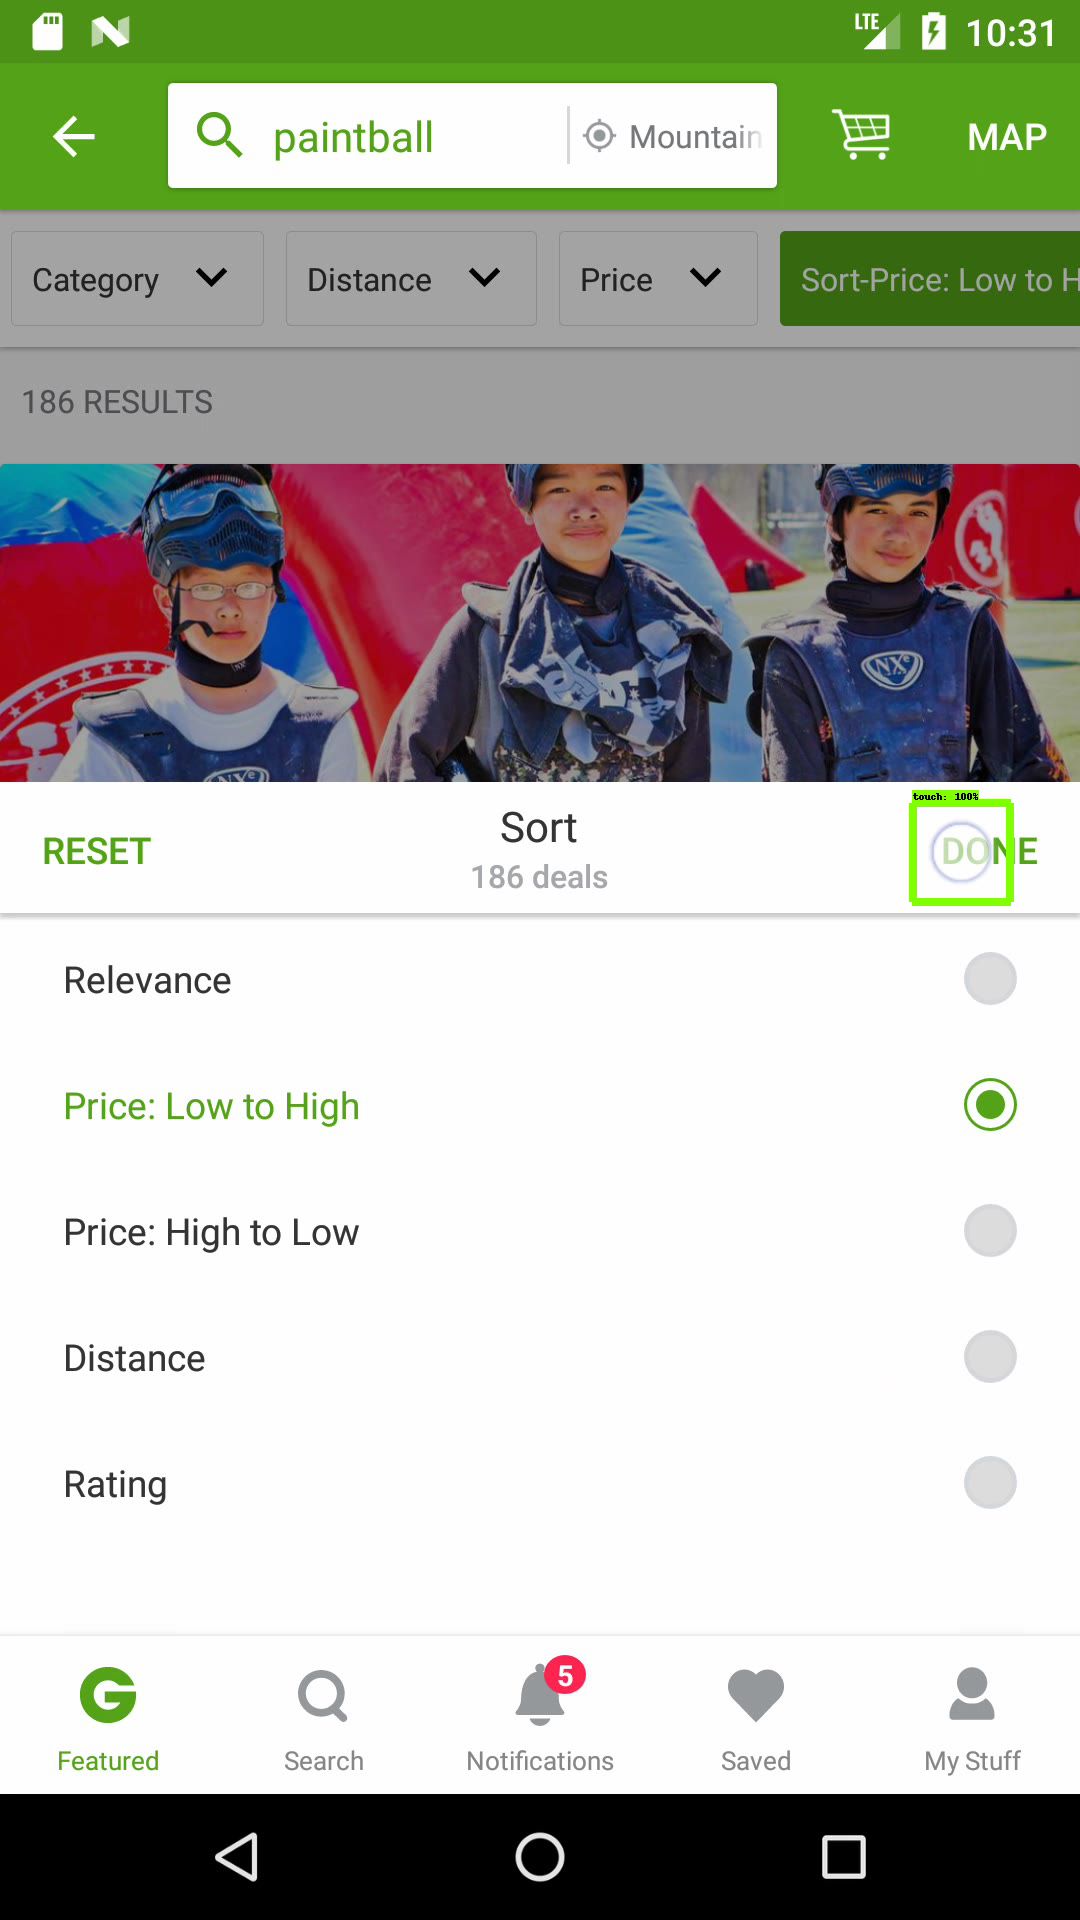 LTE 10:31
paintball Mountain MAP
Category Distance Price Sort-Price: Low to H
186 RESULTS
NXe
touch: 100%
RESET Sort DONE
186 deals
Relevance
Price: Low to High
Price: High to Low
Distance
Rating
5
Featured Search Notifications Saved My Stuff